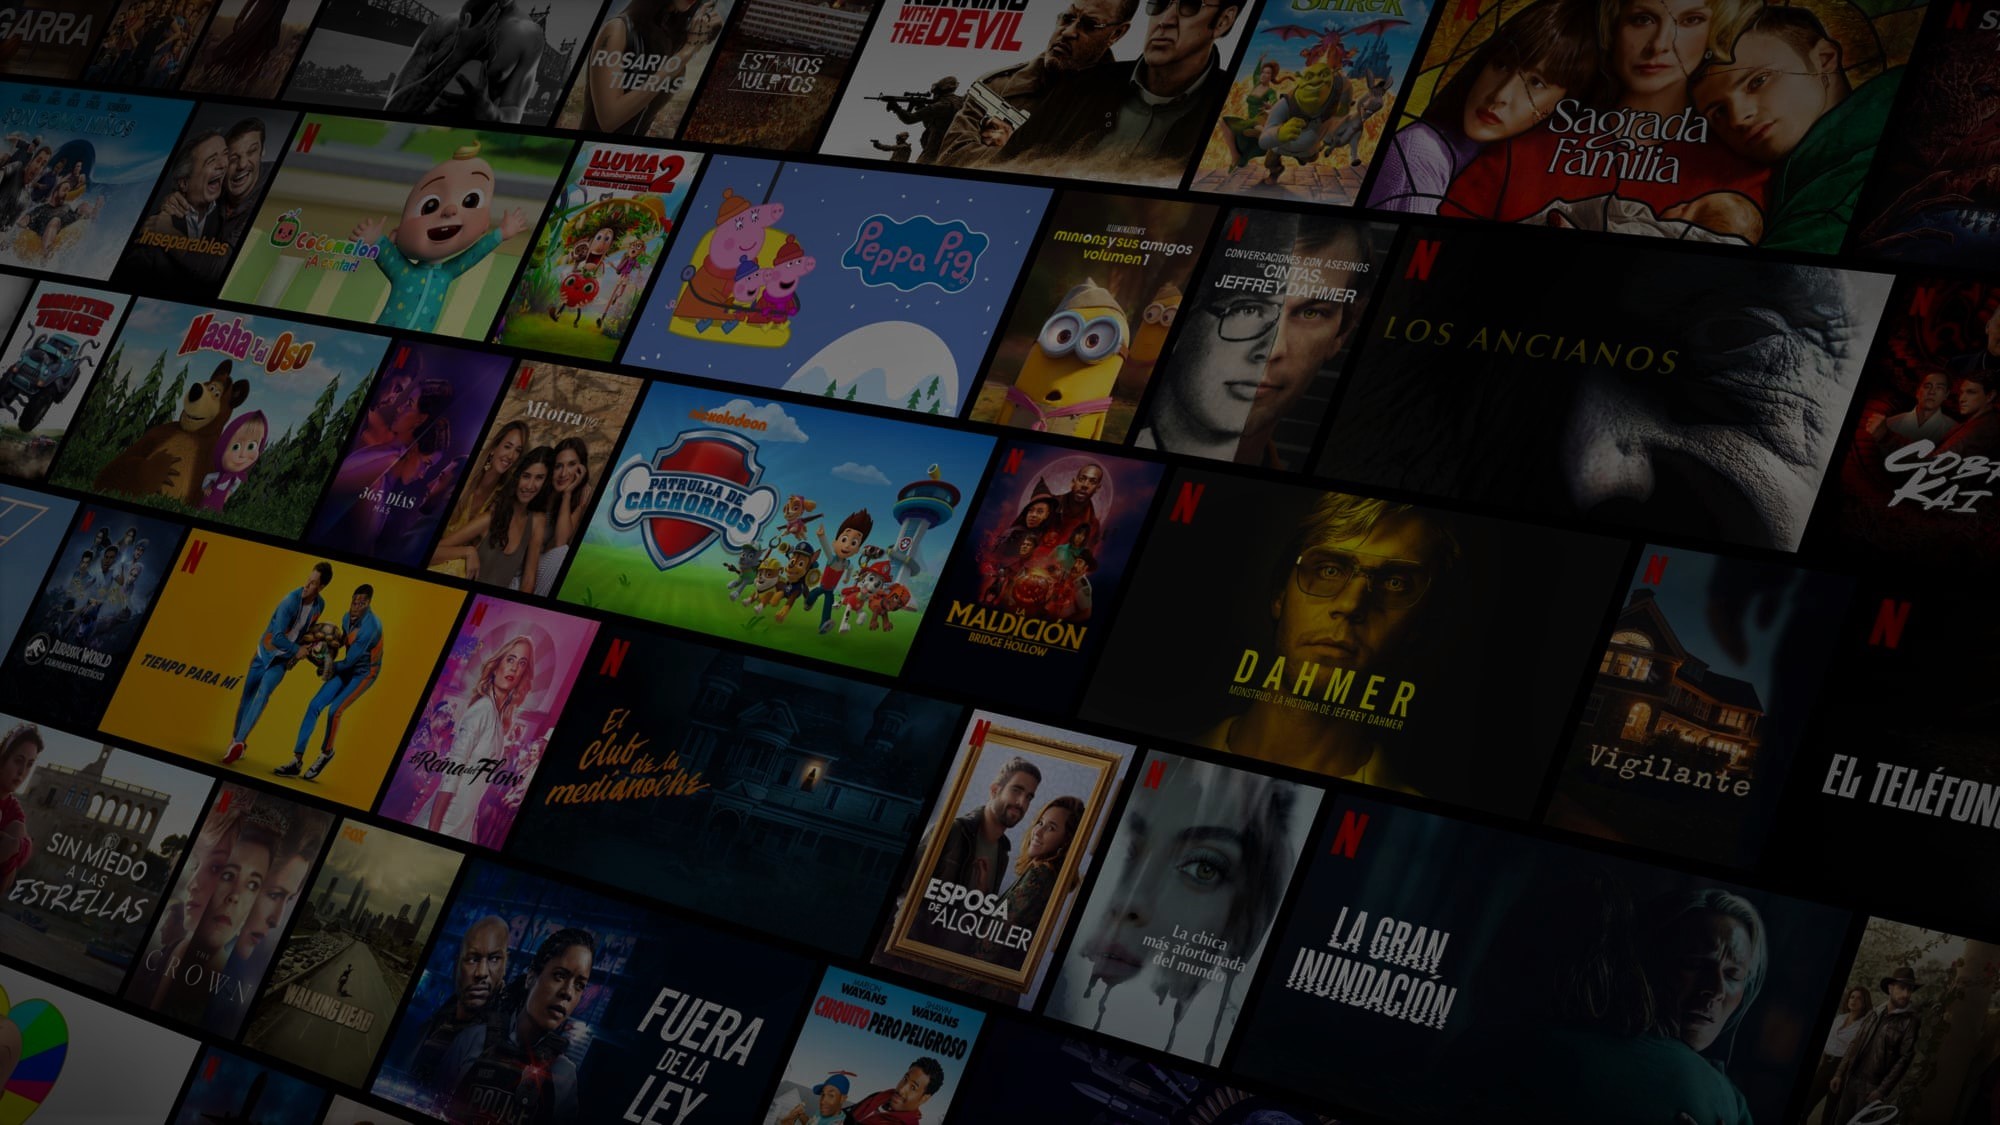 GARRA
ROSARIO
TIJERAS
ESTAMOS
MUERTOS
RUNNING
WITH
THE DEVIL
SHREK
Sagrada
Familia
N
Inseparables
N
CoComelon
¡A cantar!
LLUVIA
de hamburguesas
2
Peppa Pig
ILLUMINATION'S
minions y sus amigos
volumen 1
N
CONVERSACIONES CON ASESINOS
LAS CINTAS
DE
JEFFREY DAHMER
N
LOS ANCIANOS
N
COBRA
KAI
MONSTER
TRUCKS
Masha y el Oso
N
365 DÍAS
MÁS
N
Mi otra yo
nickelodeon
PATRULLA DE
CACHORROS
N
LA
MALDICIÓN
DE
BRIDGE HOLLOW
N
DAHMER
MONSTRUO: LA HISTORIA DE JEFFREY DAHMER
N
Vigilante
N
EL TELÉFONO
N
JURASSIC WORLD
CAMPAMENTO CRETÁCICO
N
TIEMPO PARA MÍ
N
La Reina del Flow
N
El
club
de la
medianoche
N
ESPOSA
DE
ALQUILER
N
La chica
más afortunada
del mundo
N
LA GRAN
INUNDACIÓN
SIN MIEDO
A LAS
ESTRELLAS
N
THE
CROWN
FOX
THE
WALKING DEAD
FUERA
DE LA
LEY
POLICE
MARLON
WAYANS
SHAWN
WAYANS
CHIQUITO PERO PELIGROSO
N